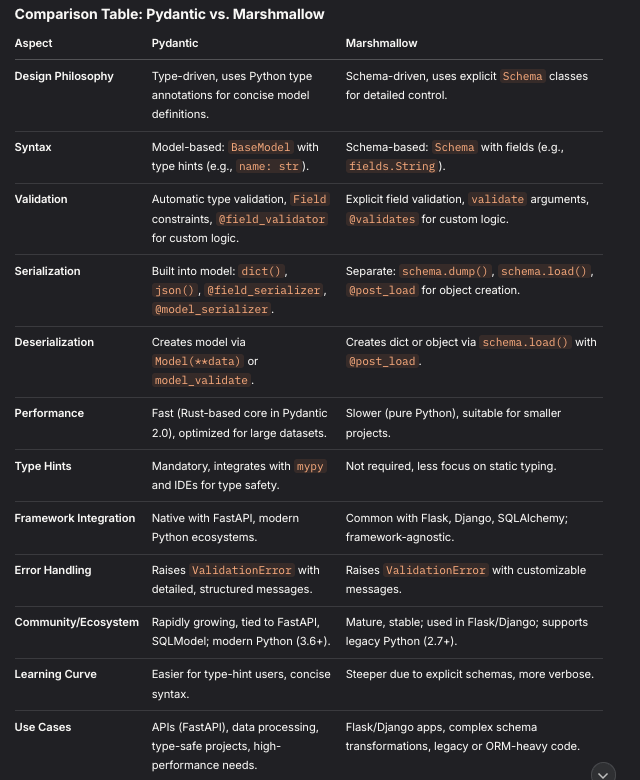 Comparison Table: Pydantic vs. Marshmallow
Aspect Pydantic Marshmallow
Design Philosophy
Type-driven, uses Python type
annotations for concise model
definitions.
Schema-driven, uses explicit Schema classes
for detailed control.
Syntax
Model-based: BaseModel with
type hints (e.g., name: str ).
Schema-based: Schema with fields (e.g.,
fields.String ).
Validation
Automatic type validation, Field
constraints, @field_validator
for custom logic.
Explicit field validation, validate arguments,
@validates for custom logic.
Serialization
Built into model: dict() ,
json() , @field_serializer ,
@model_serializer .
Separate: schema.dump() , schema.load() ,
@post_load for object creation.
Deserialization
Creates model via
Model(**data) or
model_validate .
Creates dict or object via schema.load() with
@post_load .
Performance
Fast (Rust-based core in Pydantic
2.0), optimized for large datasets.
Slower (pure Python), suitable for smaller
projects.
Type Hints
Mandatory, integrates with mypy
and IDEs for type safety.
Not required, less focus on static typing.
Framework Integration
Native with FastAPI, modern
Python ecosystems.
Common with Flask, Django, SQLAlchemy;
framework-agnostic.
Error Handling
Raises ValidationError with
detailed, structured messages.
Raises ValidationError with customizable
messages.
Community/Ecosystem
Rapidly growing, tied to FastAPI,
SQLModel; modern Python (3.6+).
Mature, stable; used in Flask/Django; supports
legacy Python (2.7+).
Learning Curve
Easier for type-hint users, concise
syntax.
Steeper due to explicit schemas, more verbose.
Use Cases
APIs (FastAPI), data processing,
type-safe projects, high-
performance needs.
Flask/Django apps, complex schema
transformations, legacy or ORM-heavy code.